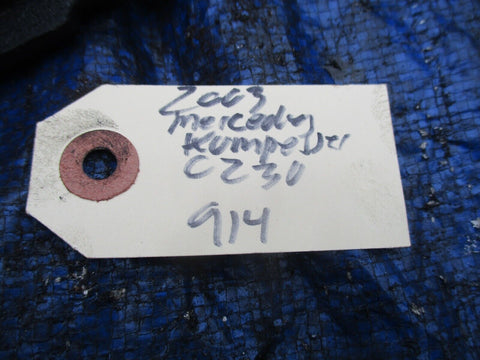 2003
mercedes
Kompessor
C230
914